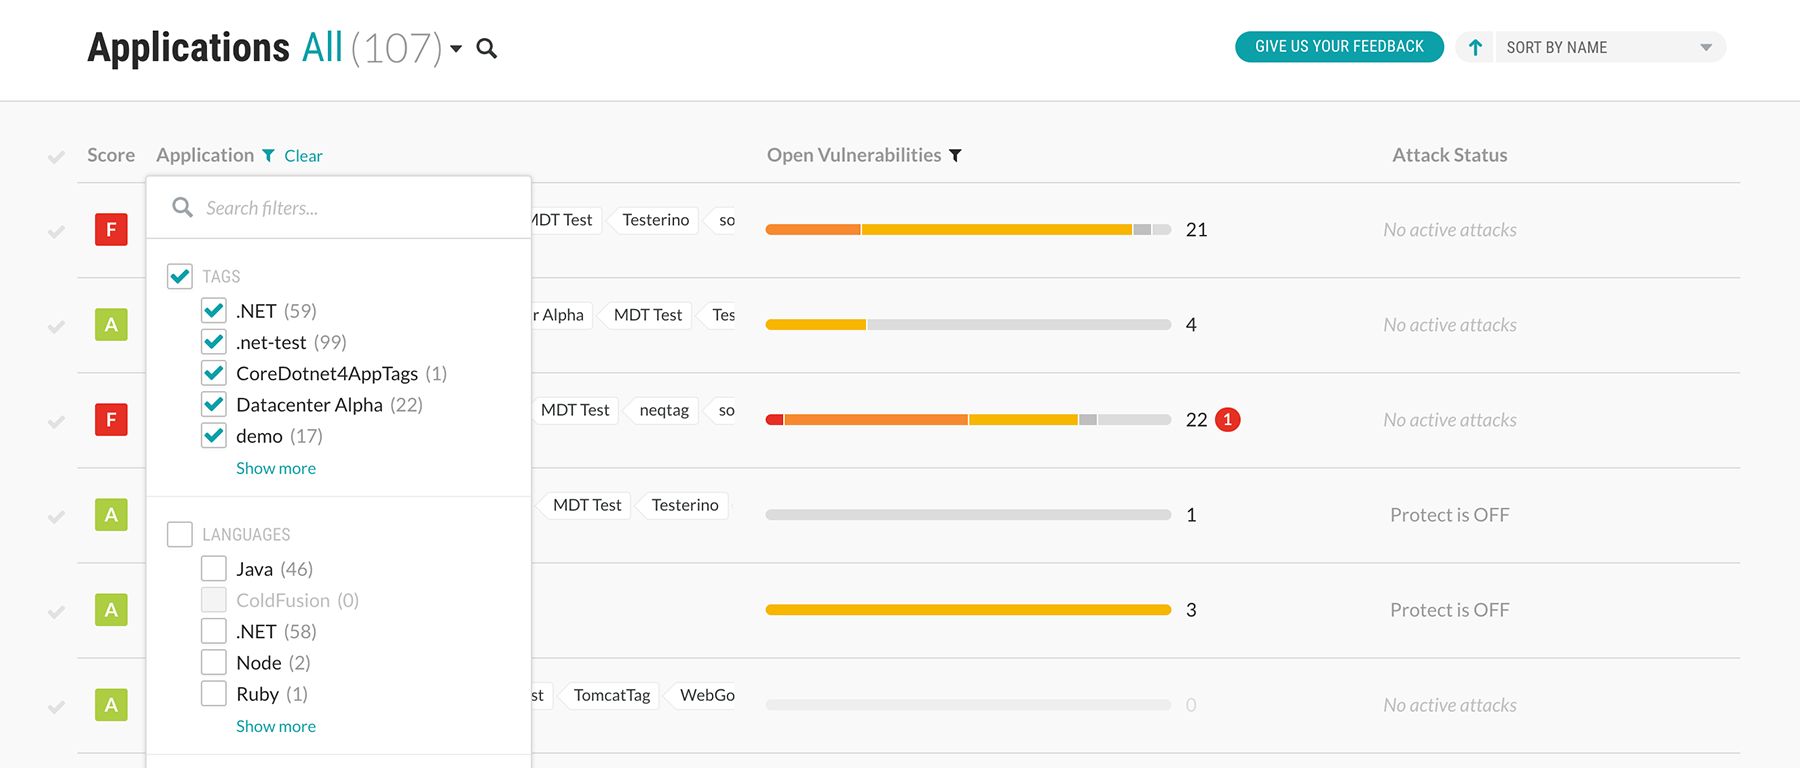 Applications All (107)
GIVE US YOUR FEEDBACK
SORT BY NAME
Score Application Clear Open Vulnerabilities Attack Status
Search filters...
F MDT Test Testerino so 21 No active attacks
TAGS
.NET (59)
A r Alpha MDT Test Tes 4 No active attacks
.net-test (99)
CoreDotnet4AppTags (1)
Datacenter Alpha (22)
F MDT Test neqtag so 22 1 No active attacks
demo (17)
Show more
A MDT Test Testerino 1 Protect is OFF
LANGUAGES
Java (46)
ColdFusion (0)
A 3 Protect is OFF
.NET (58)
Node (2)
Ruby (1)
A st TomcatTag WebGo 0 No active attacks
Show more